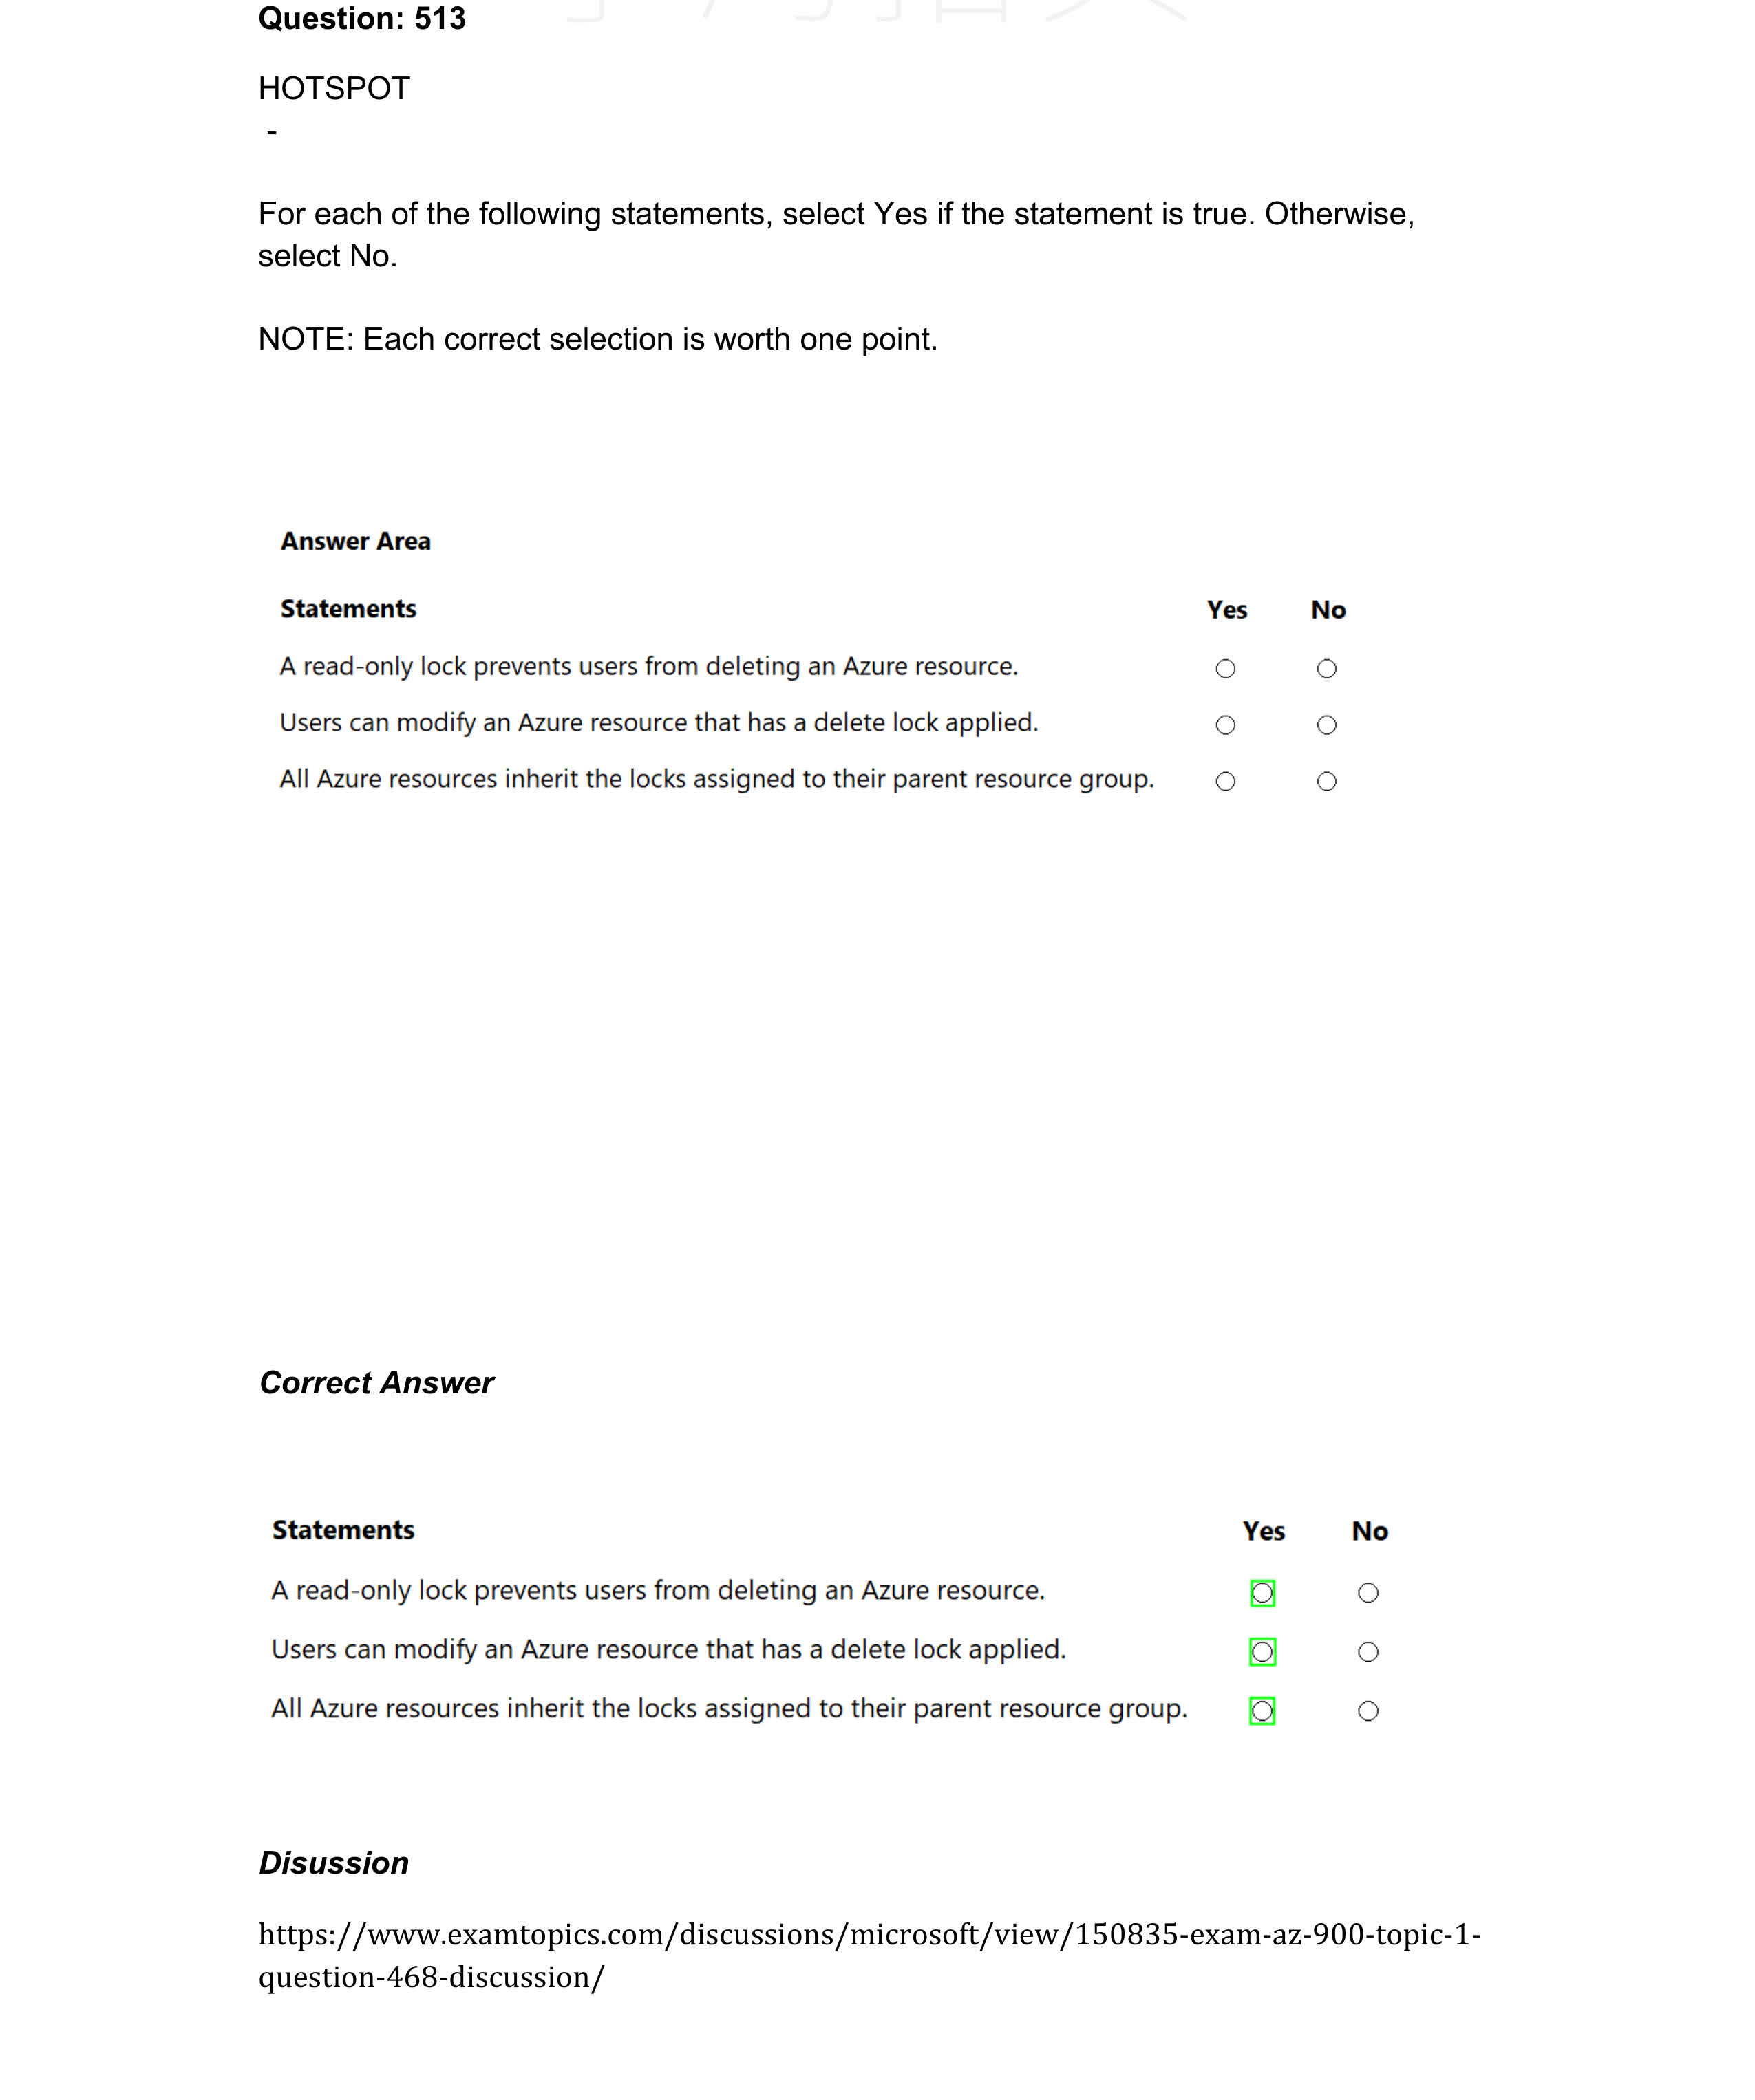 Question: 513
HOTSPOT
-
For each of the following statements, select Yes if the statement is true. Otherwise,
select No.
NOTE: Each correct selection is worth one point.
Answer Area
Statements Yes No
A read-only lock prevents users from deleting an Azure resource.
Users can modify an Azure resource that has a delete lock applied.
All Azure resources inherit the locks assigned to their parent resource group.
Correct Answer
Statements Yes No
A read-only lock prevents users from deleting an Azure resource.
Users can modify an Azure resource that has a delete lock applied.
All Azure resources inherit the locks assigned to their parent resource group.
Disussion
https://www.examtopics.com/discussions/microsoft/view/150835-exam-az-900-topic-1-
question-468-discussion/